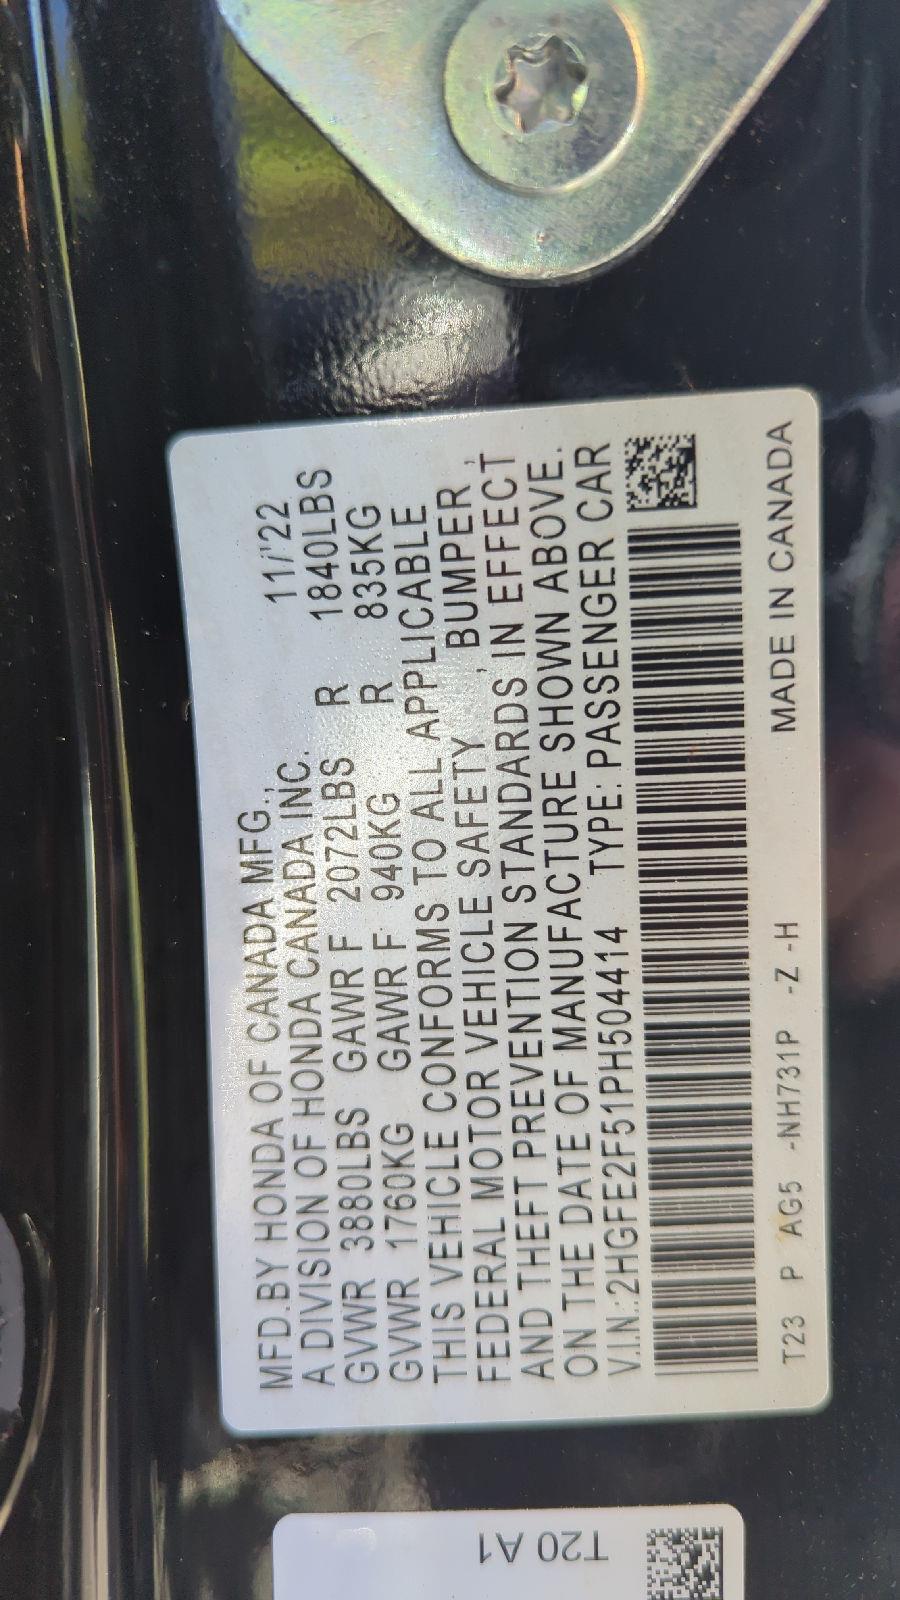 MFD.BY HONDA OF CANADA MFG.,
A DIVISION OF HONDA CANADA INC. 11/'22
GVWR 3880LBS GAWR F 2072LBS R 1840LBS
GVWR 1760KG GAWR F 940KG R 835KG
THIS VEHICLE CONFORMS TO ALL APPLICABLE
FEDERAL MOTOR VEHICLE SAFETY, BUMPER,
AND THEFT PREVENTION STANDARDS IN EFFECT
ON THE DATE OF MANUFACTURE SHOWN ABOVE.
V.I.N.:2HGFE2F51PH504414 TYPE: PASSENGER CAR
T23 P AG5 -NH731P -Z -H MADE IN CANADA
T20 A1